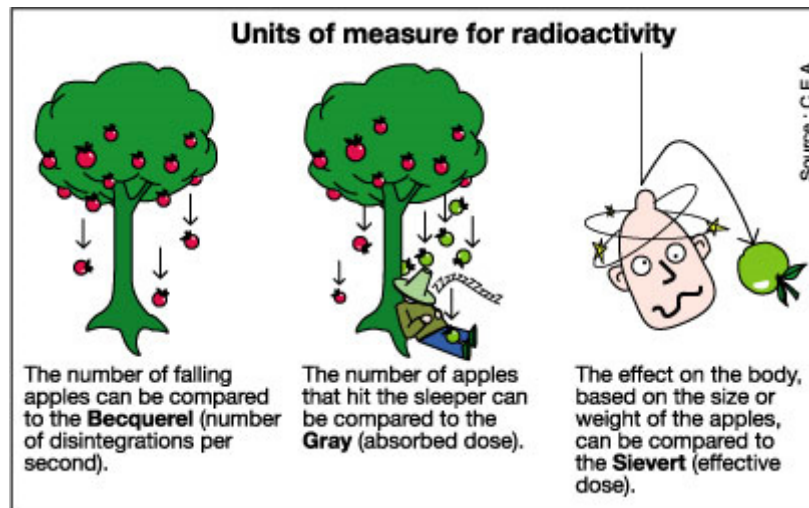 Units of measure for radioactivity
Source : C.E.A
ZZzzzzzzzz
The number of falling
apples can be compared
to the Becquerel (number
of disintegrations per
second).
The number of apples
that hit the sleeper can
be compared to the
Gray (absorbed dose).
The effect on the body,
based on the size or
weight of the apples,
can be compared to
the Sievert (effective
dose).